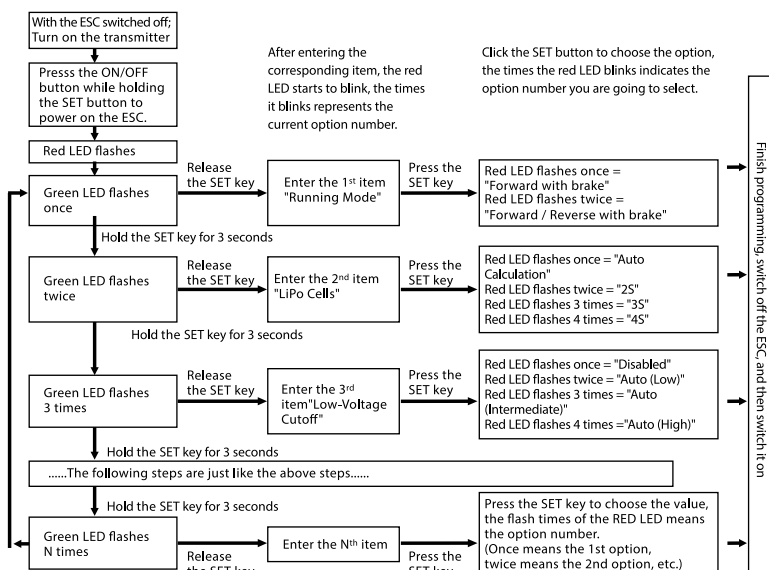 With the ESC switched off;
Turn on the transmitter
Presss the ON/OFF
button while holding
the SET button to
power on the ESC.
Red LED flashes
After entering the
corresponding item, the red
LED starts to blink, the times
it blinks represents the
current option number.
Click the SET button to choose the option,
the times the red LED blinks indicates the
option number you are going to select.
Green LED flashes
once
Release
the SET key
Enter the 1st item
"Running Mode"
Press the
SET key
Red LED flashes once =
"Forward with brake"
Red LED flashes twice =
"Forward / Reverse with brake"
Hold the SET key for 3 seconds
Green LED flashes
twice
Release
the SET key
Enter the 2nd item
"LiPo Cells"
Press the
SET key
Red LED flashes once = "Auto
Calculation"
Red LED flashes twice = "2S"
Red LED flashes 3 times = "3S"
Red LED flashes 4 times = "4S"
Hold the SET key for 3 seconds
Green LED flashes
3 times
Release
the SET key
Enter the 3rd
item"Low-Voltage
Cutoff"
Press the
SET key
Red LED flashes once = "Disabled"
Red LED flashes twice = "Auto (Low)"
Red LED flashes 3 times = "Auto
(Intermediate)"
Red LED flashes 4 times ="Auto (High)"
Hold the SET key for 3 seconds
......The following steps are just like the above steps......
Hold the SET key for 3 seconds
Green LED flashes
N times
Release
the SET key
Enter the Nth item
Press the
SET key
Press the SET key to choose the value,
the flash times of the RED LED means
the option number.
(Once means the 1st option,
twice means the 2nd option, etc.)
Finish programming, switch off the ESC, and then switch it on